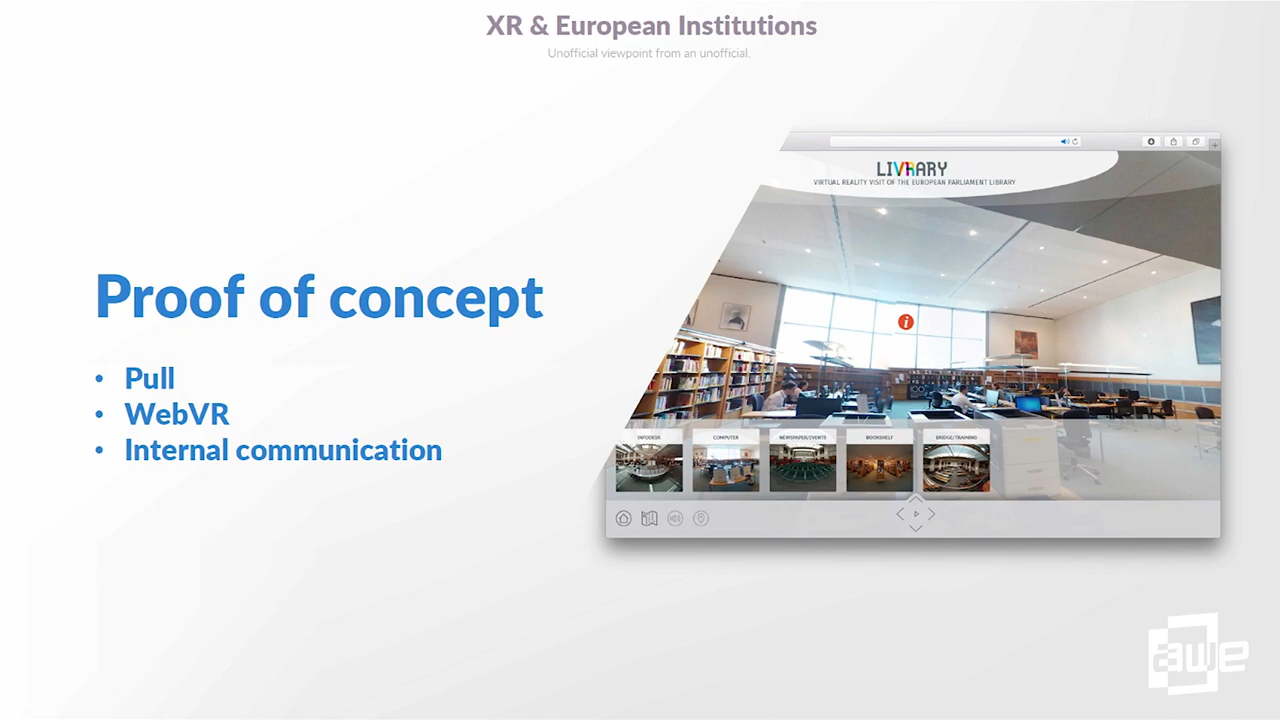 XR & European Institutions
Unofficial viewpoint from an unofficial.
Proof of concept
• Pull
• WebVR
• Internal communication
LIVRARY
VIRTUAL REALITY VISIT OF THE EUROPEAN PARLIAMENT LIBRARY
i
INFODESK
COMPUTER
NEWSPAPER/EVENTS
BOOKSHELF
BRIDGE/TRAINING
awe